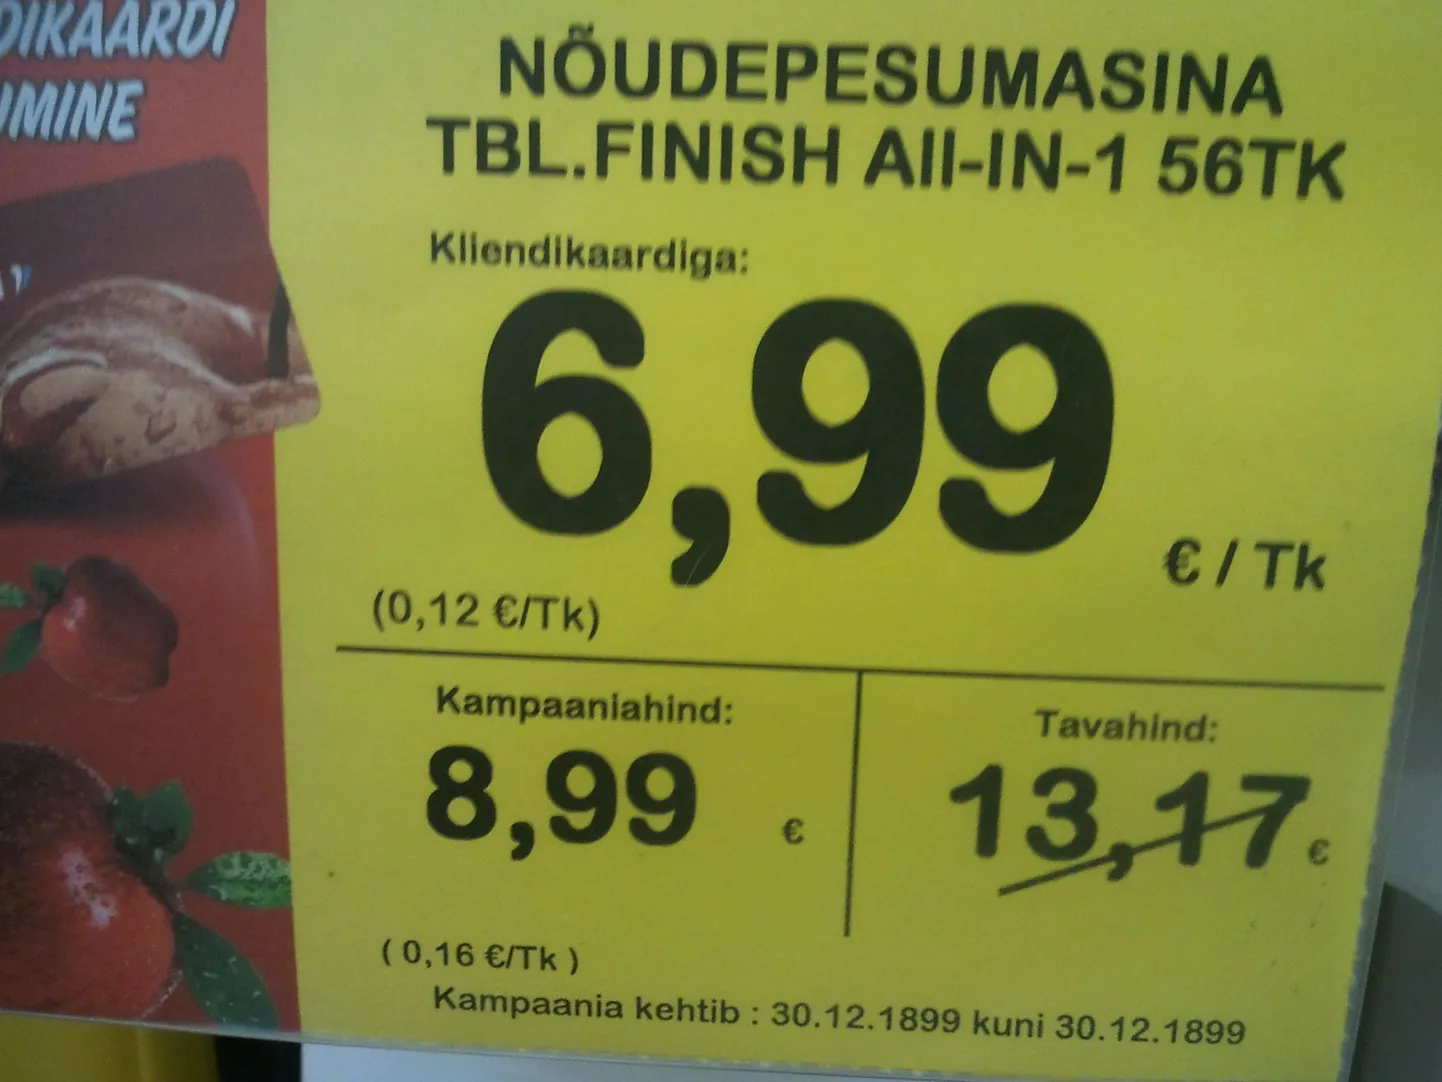 DIKAARDI
MINE
NÕUDEPESUMASINA
TBL.FINISH All-IN-1 56TK
Kliendikaardiga:
6,99 € / Tk
(0,12 €/Tk)
Kampaaniahind:
8,99 €
Tavahind:
13,17 €
( 0,16 €/Tk )
Kampaania kehtib : 30.12.1899 kuni 30.12.1899